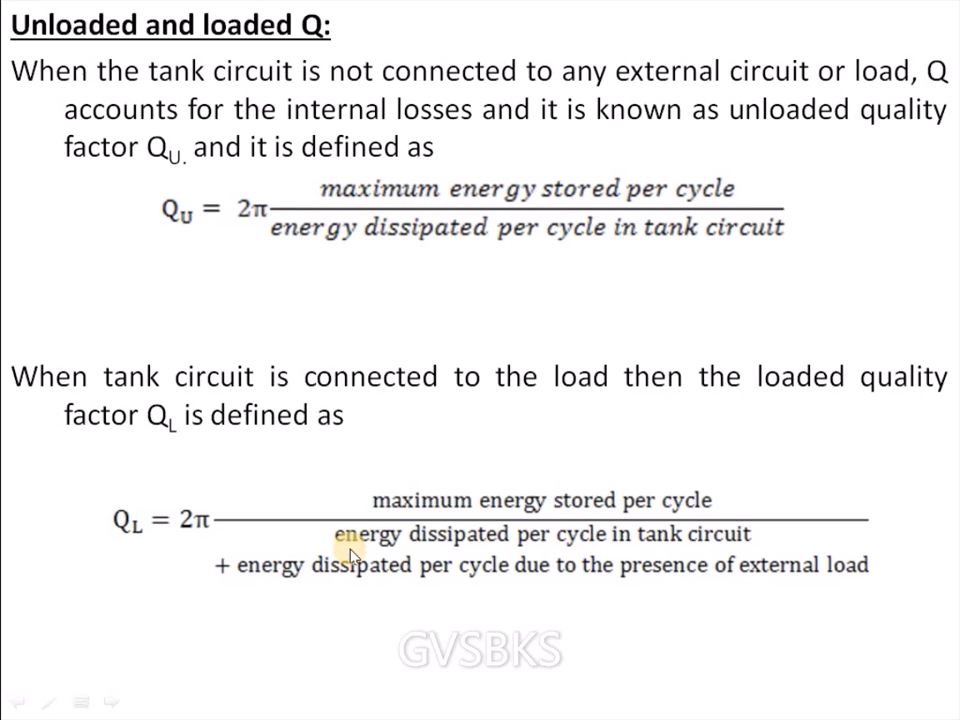 Unloaded and loaded Q:
When the tank circuit is not connected to any external circuit or load, Q
accounts for the internal losses and it is known as unloaded quality
factor QU. and it is defined as
maximum energy stored per cycle
QU = 2π
energy dissipated per cycle in tank circuit
When tank circuit is connected to the load then the loaded quality
factor QL is defined as
maximum energy stored per cycle
QL = 2π
energy dissipated per cycle in tank circuit
+ energy dissipated per cycle due to the presence of external load
GVSBKS